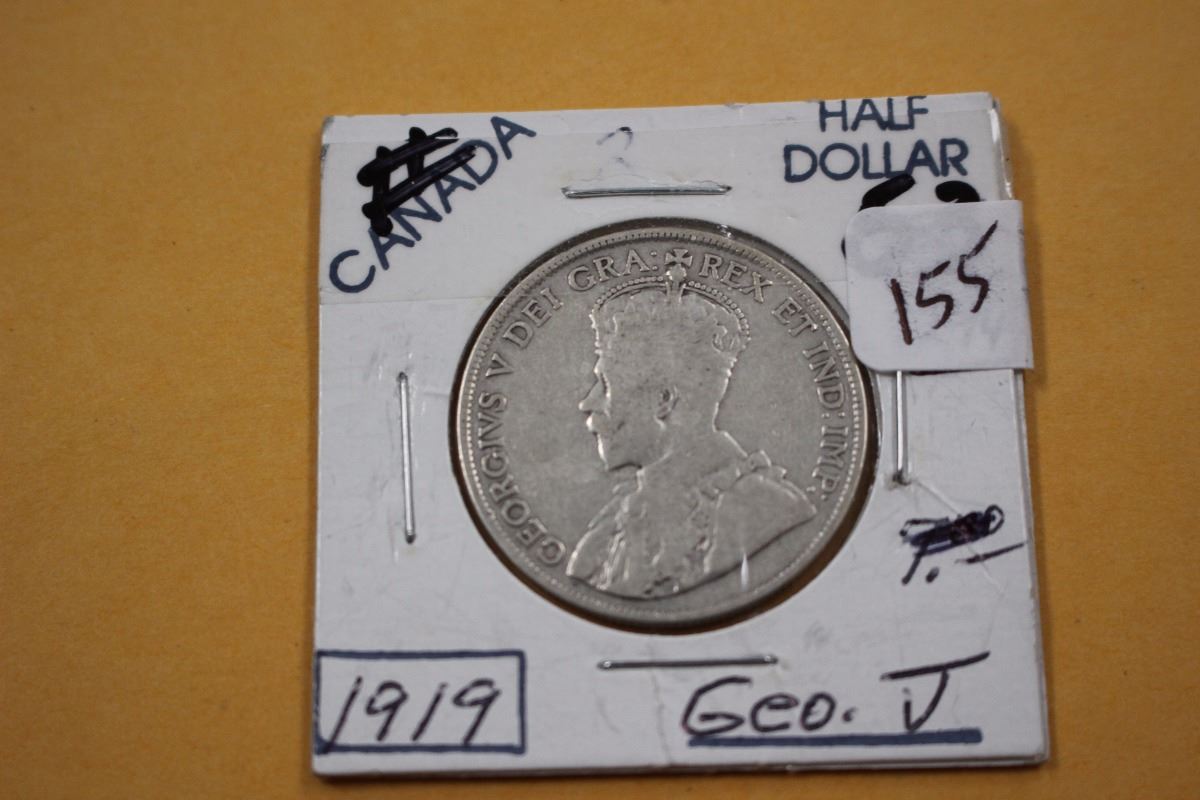 CANADA
HALF
DOLLAR
155
GEORGIVS V DEI GRA: REX ET IND: IMP:
1919
Geo. V